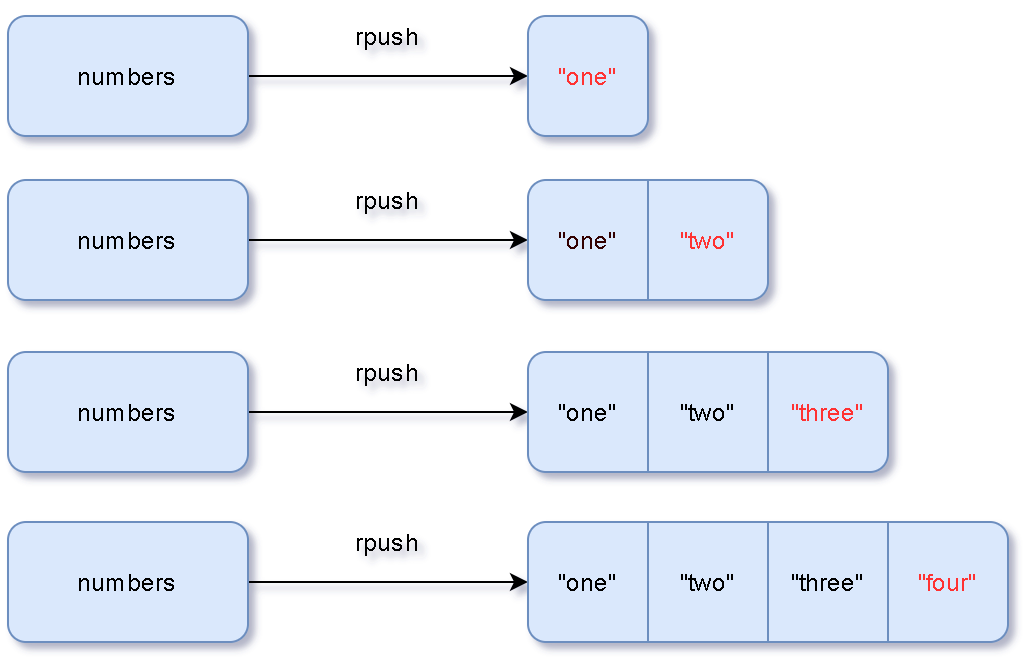 rpush
numbers "one"
rpush
numbers "one" "two"
rpush
numbers "one" "two" "three"
rpush
numbers "one" "two" "three" "four"